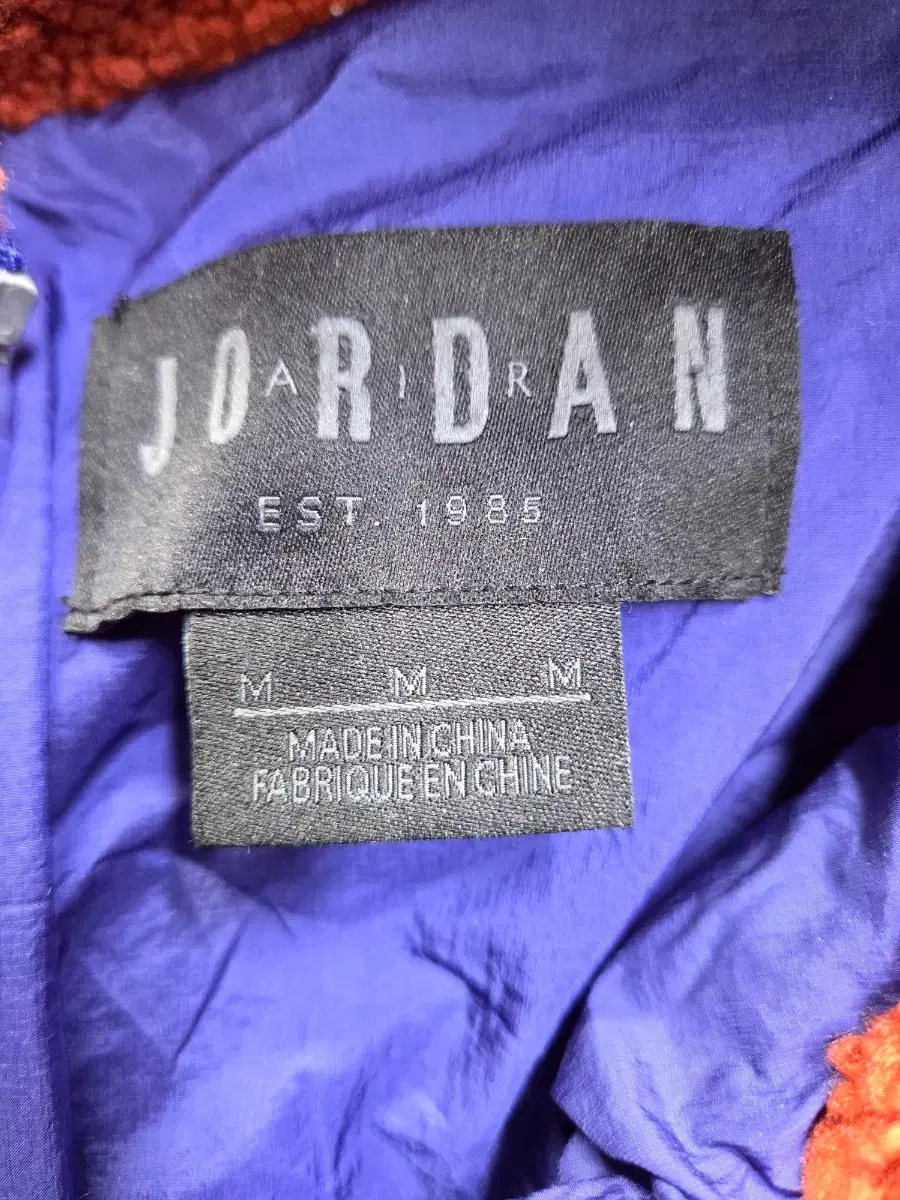 JORDAN
AIR
EST. 1985
M M M
MADE IN CHINA
FABRIQUE EN CHINE